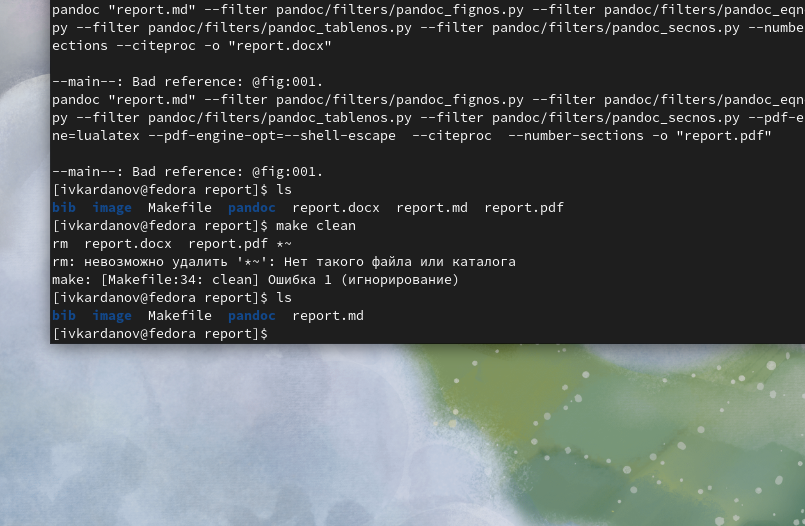 pandoc "report.md" --filter pandoc/filters/pandoc_fignos.py --filter pandoc/filters/pandoc_eqn
py --filter pandoc/filters/pandoc_tablenos.py --filter pandoc/filters/pandoc_secnos.py --numbe
ections --citeproc -o "report.docx"
--main--: Bad reference: @fig:001.
pandoc "report.md" --filter pandoc/filters/pandoc_fignos.py --filter pandoc/filters/pandoc_eqn
py --filter pandoc/filters/pandoc_tablenos.py --filter pandoc/filters/pandoc_secnos.py --pdf-e
ne=lualatex --pdf-engine-opt=--shell-escape  --citeproc  --number-sections -o "report.pdf"
--main--: Bad reference: @fig:001.
[ivkardanov@fedora report]$ ls
bib  image  Makefile  pandoc  report.docx  report.md  report.pdf
[ivkardanov@fedora report]$ make clean
rm  report.docx  report.pdf *~
rm: невозможно удалить '*~': Нет такого файла или каталога
make: [Makefile:34: clean] Ошибка 1 (игнорирование)
[ivkardanov@fedora report]$ ls
bib  image  Makefile  pandoc  report.md
[ivkardanov@fedora report]$